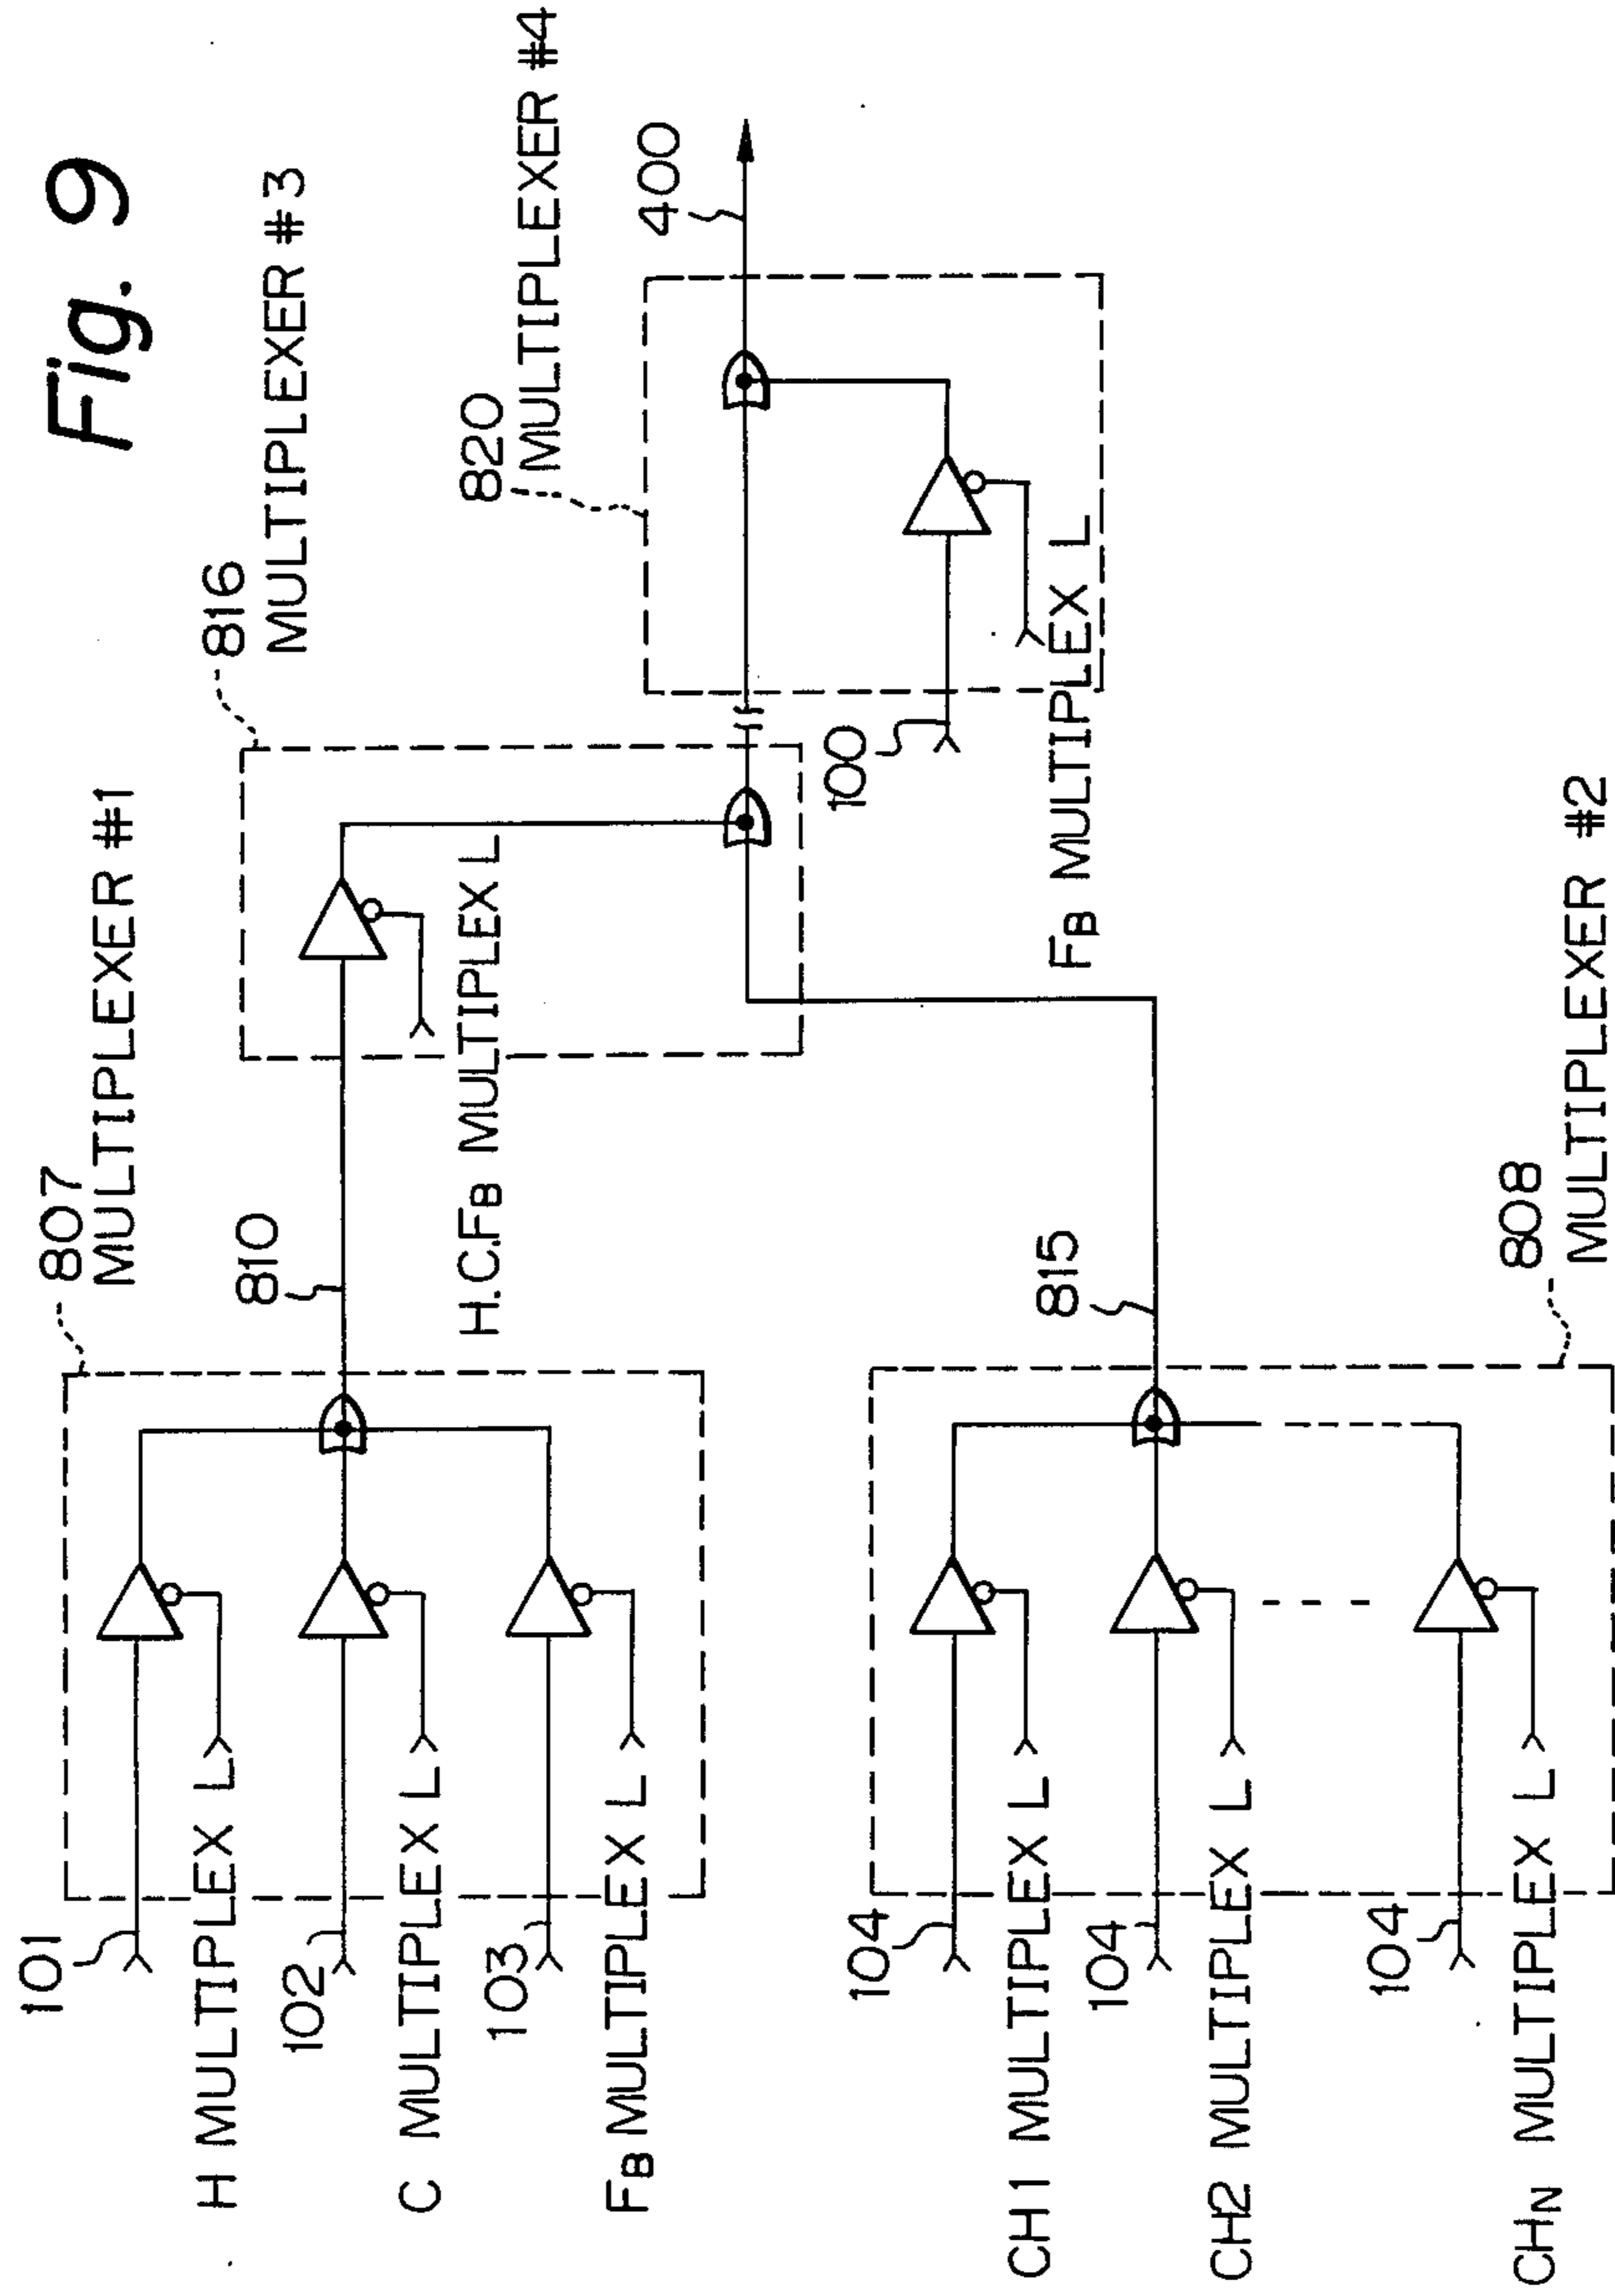 Fig. 9
807
MULTIPLEXER #1
101
H MULTIPLEX L
102
C MULTIPLEX L
103
FB MULTIPLEX L
810
816
MULTIPLEXER #3
H.C.FB MULTIPLEX L
820
MULTIPLEXER #4
400
100
FB MULTIPLEX L
815
104
CH1 MULTIPLEX L
104
CH2 MULTIPLEX L
104
CHN MULTIPLEX L
808
MULTIPLEXER #2